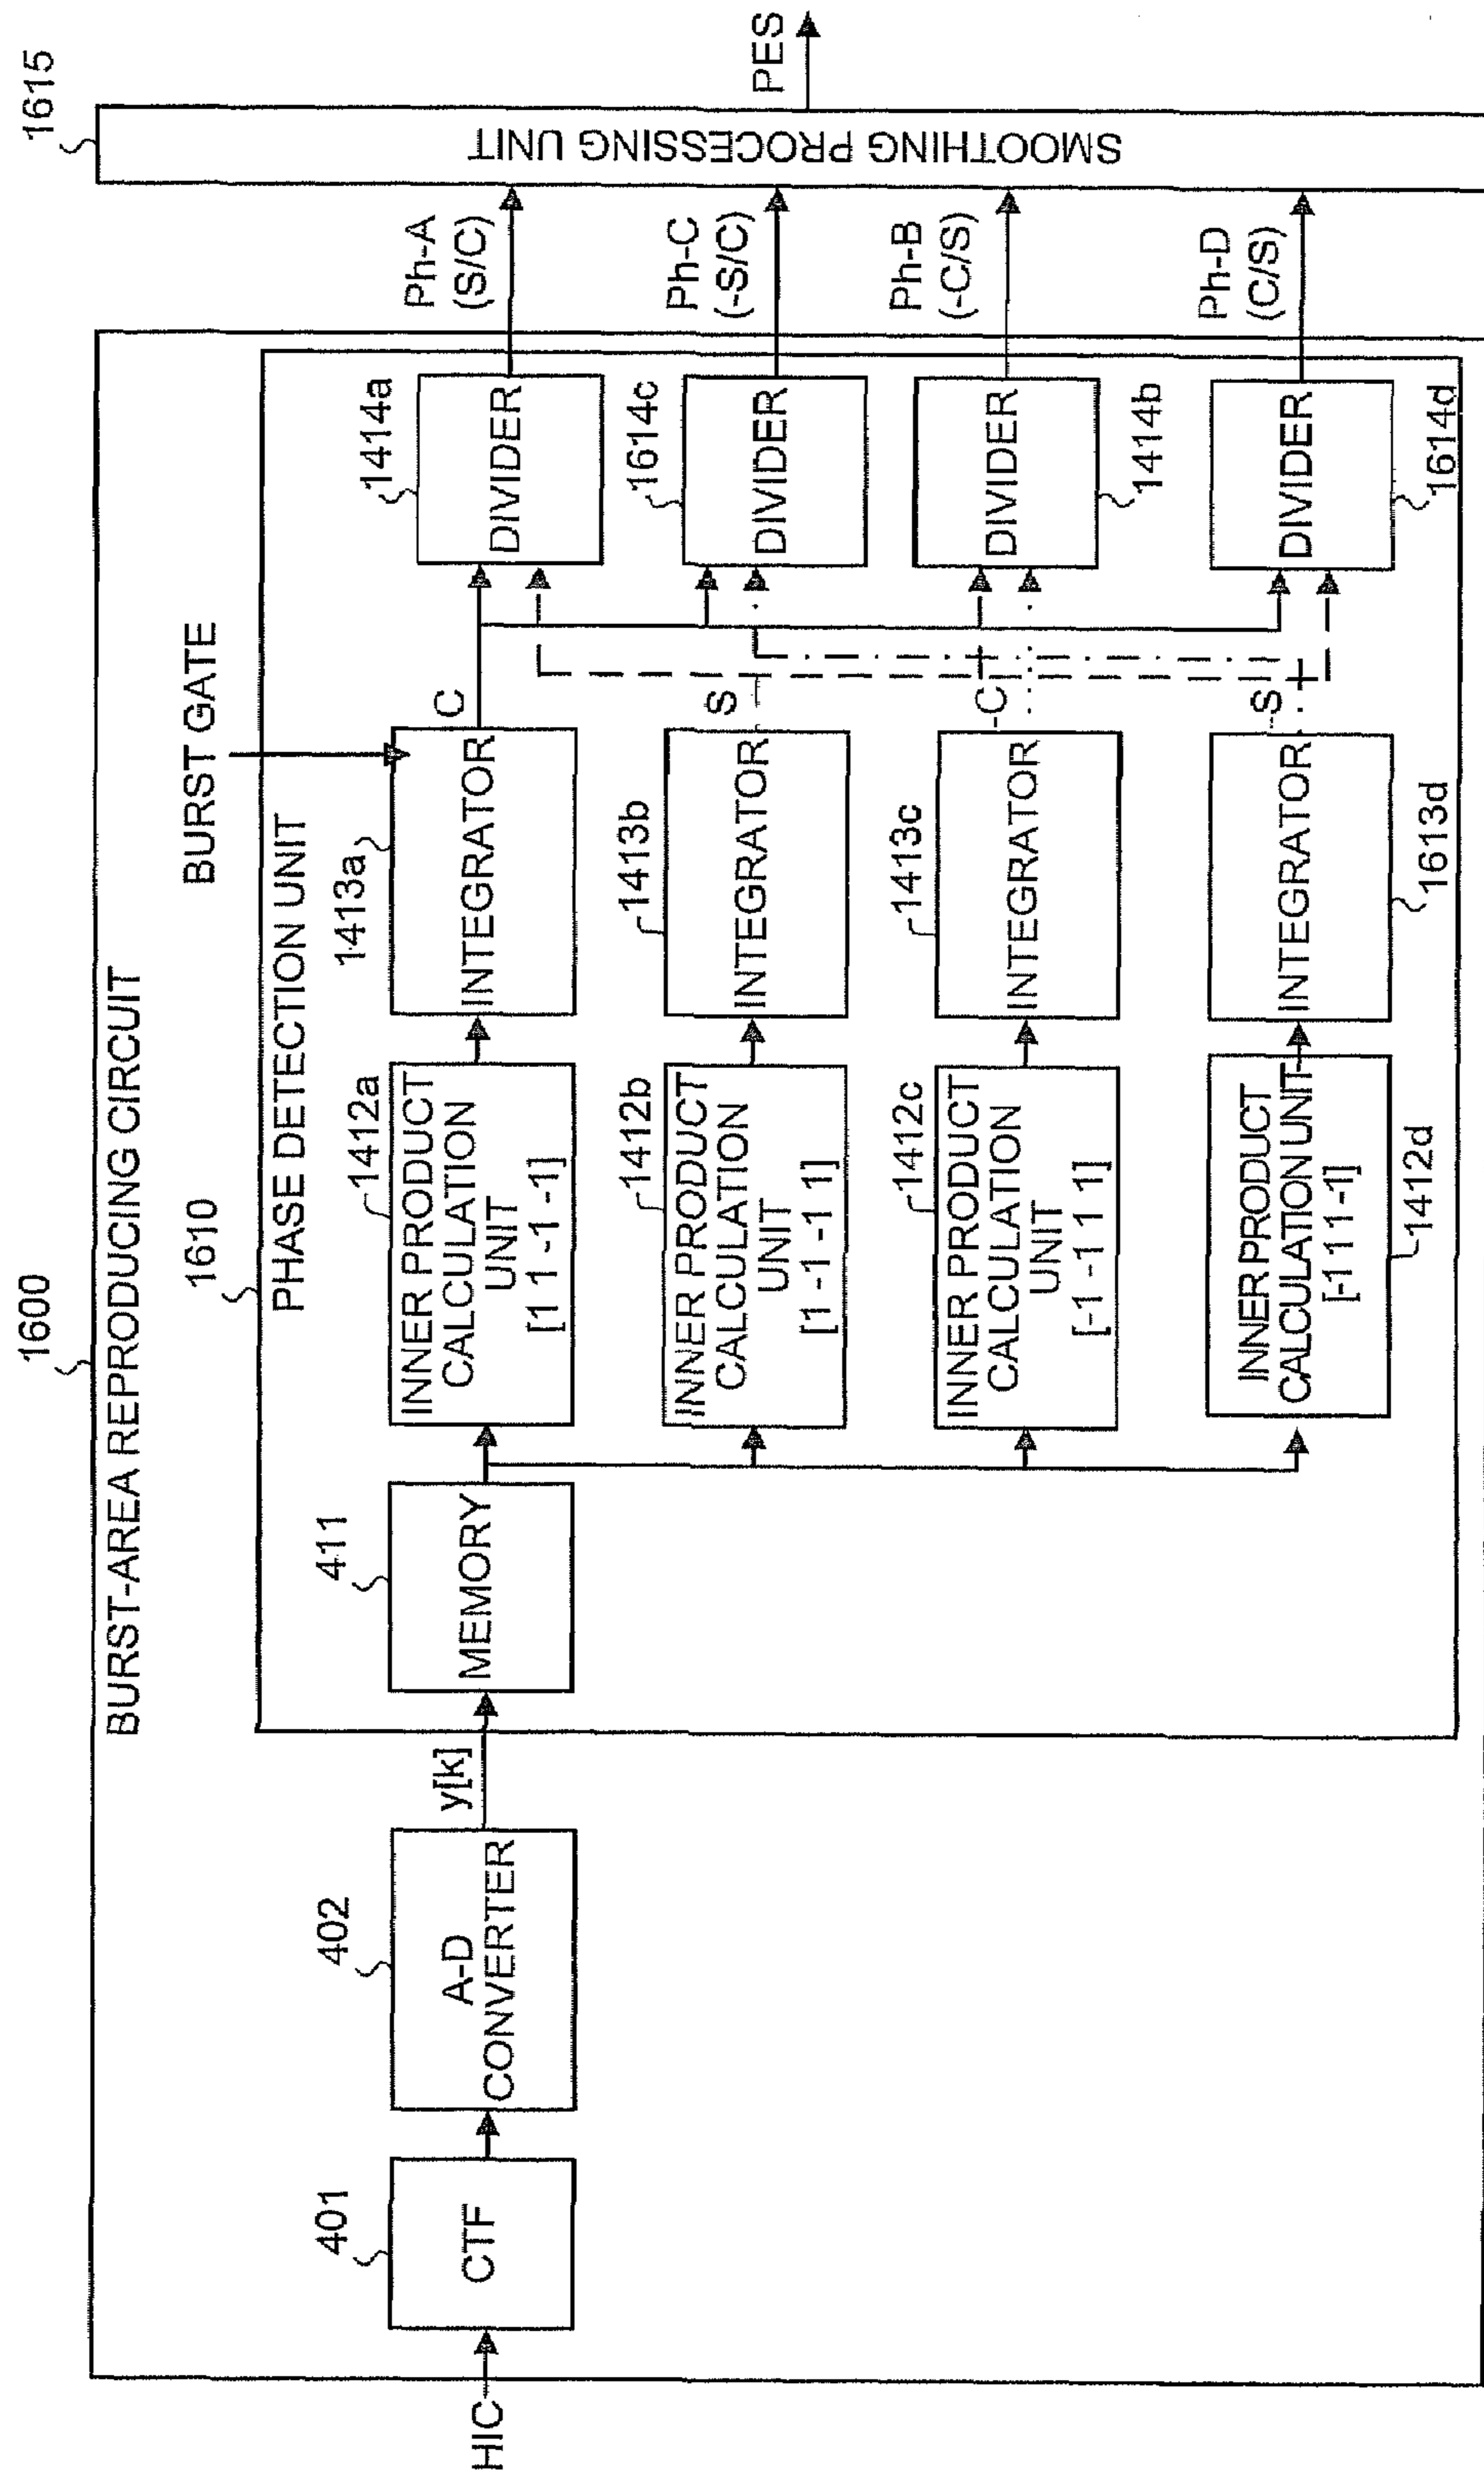 1600
BURST-AREA REPRODUCING CIRCUIT
1610
PHASE DETECTION UNIT
BURST GATE
HIC
401
CTF
402
A-D
CONVERTER
y[k]
411
MEMORY
1412a
INNER PRODUCT
CALCULATION
UNIT
[1 1 -1 -1]
1413a
INTEGRATOR
C
1414a
DIVIDER
Ph-A
(S/C)
1412b
INNER PRODUCT
CALCULATION
UNIT
[1 -1 -1 1]
1413b
INTEGRATOR
S
1614c
DIVIDER
Ph-C
(-S/C)
1412c
INNER PRODUCT
CALCULATION
UNIT
[-1 -1 1 1]
1413c
INTEGRATOR
-C
1414b
DIVIDER
Ph-B
(-C/S)
INNER PRODUCT
CALCULATION UNIT
[-1 1 1 -1]
1412d
INTEGRATOR
1613d
-S
DIVIDER
1614d
Ph-D
(C/S)
1615
SMOOTHING PROCESSING UNIT
PES